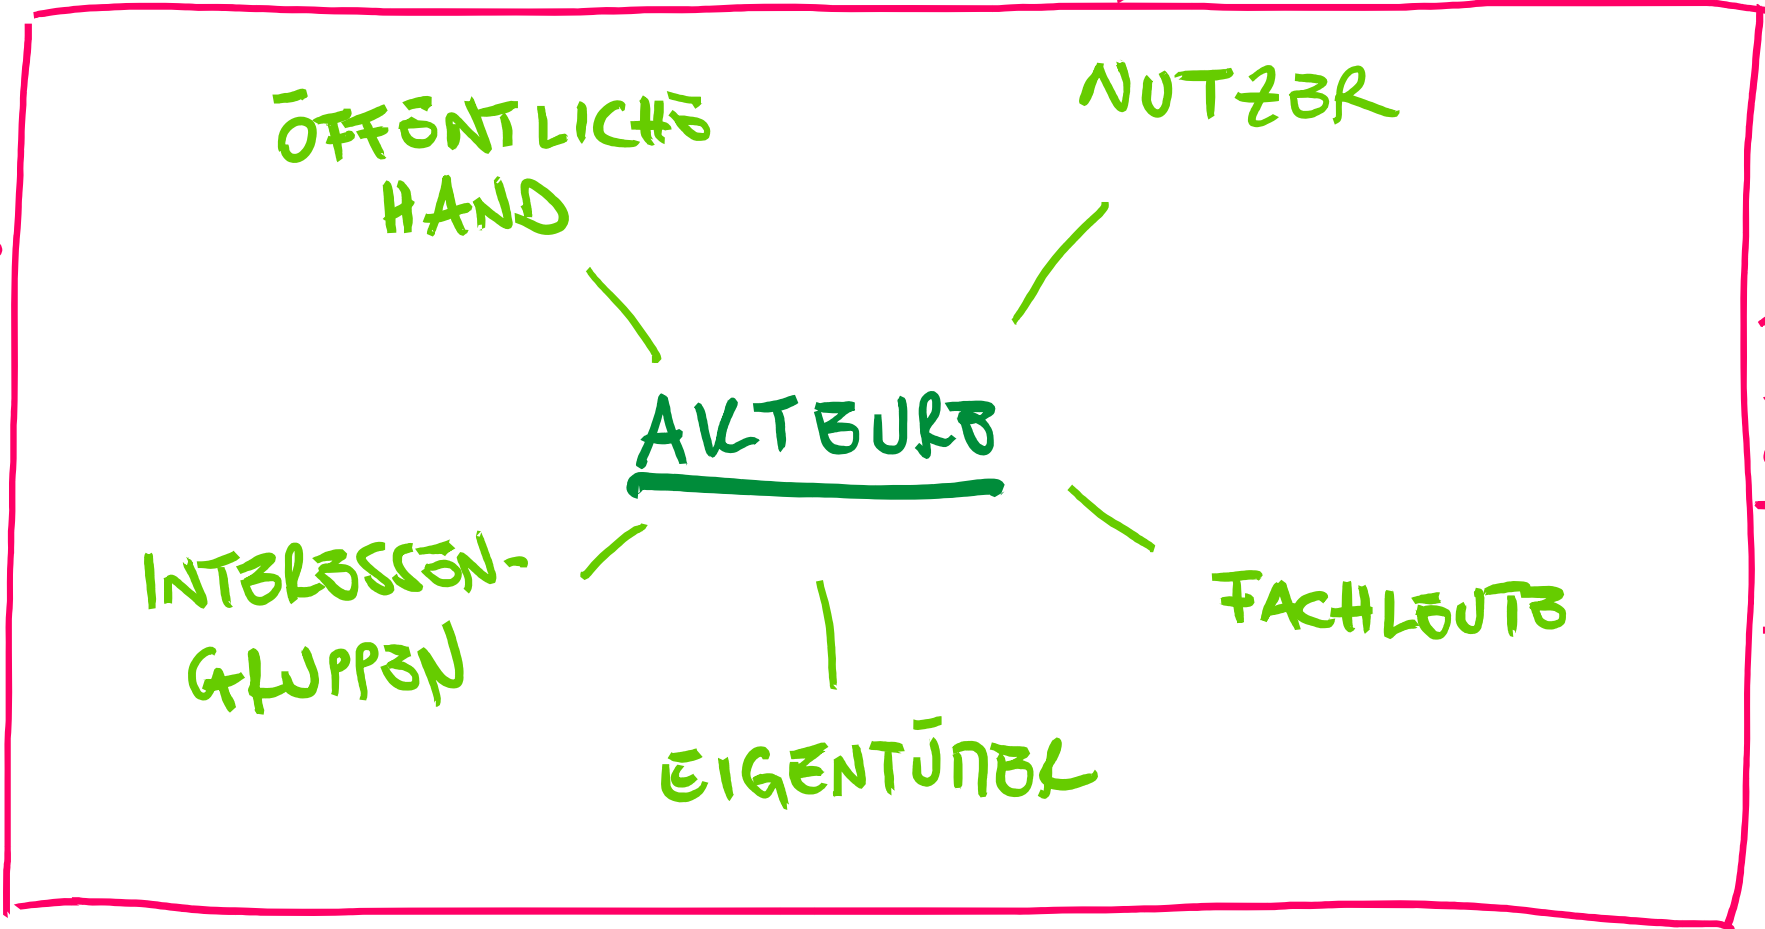 ÖFFENTLICHE
HAND
NUTZER
AKTEURE
INTERESSEN-
GRUPPEN
FACHLEUTE
EIGENTÜMER